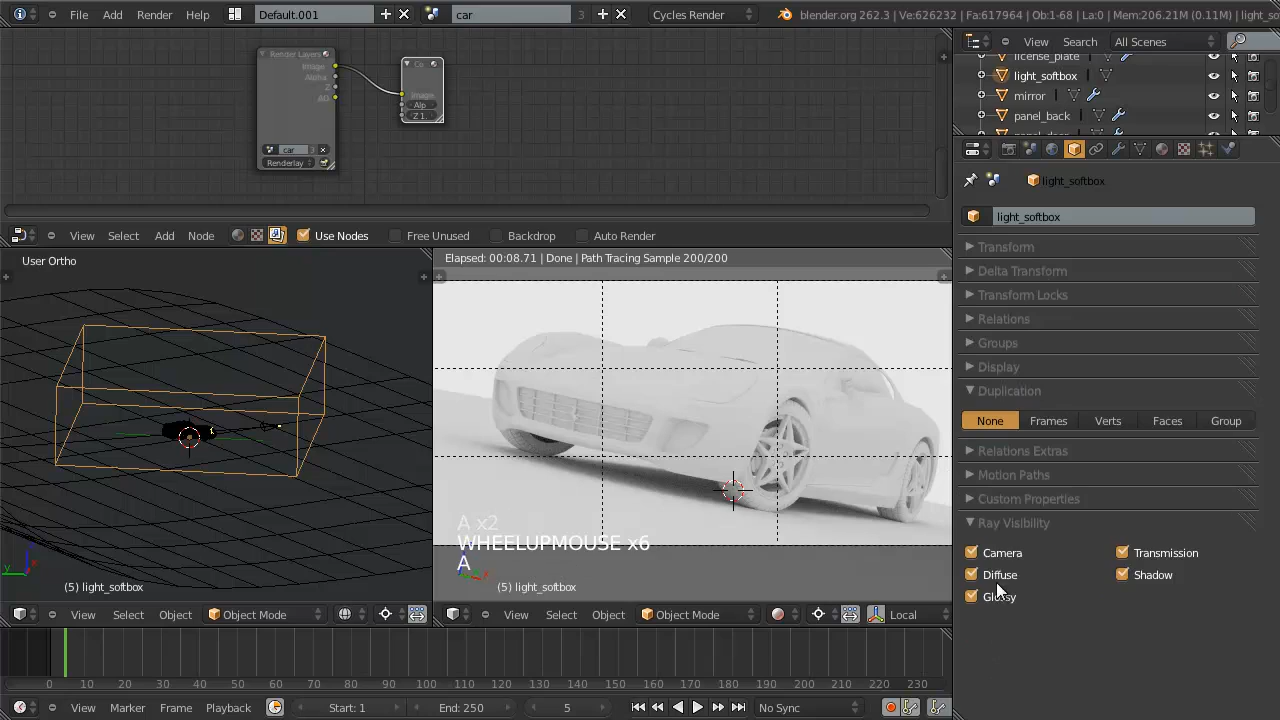 File Add Render Help Default.001 car 3 Cycles Render blender.org 262.3 | Ve:626232 | Fa:617964 | Ob:1-68 | La:0 | Mem:206.21M (0.11M) | light_so
View Search All Scenes
license_plate
light_softbox
mirror
panel_back
Render Layers
Image
Alpha
Z
car 3
Renderlay
Co
Image
Alp
Z 1.
View Select Add Node Use Nodes Free Unused Backdrop Auto Render
light_softbox
light_softbox
Transform
Delta Transform
Transform Locks
Relations
Groups
Display
Duplication
None Frames Verts Faces Group
Relations Extras
Motion Paths
Custom Properties
Ray Visibility
Camera Transmission
Diffuse Shadow
Glossy
User Ortho
y
(5) light_softbox
Elapsed: 00:08.71 | Done | Path Tracing Sample 200/200
A x2
WHEELUPMOUSE x6
A
(5) light_softbox
View Select Object Object Mode
View Select Object Object Mode Local
0 10 20 30 40 50 60 70 80 90 100 110 120 130 140 150 160 170 180 190 200 210 220 230
View Marker Frame Playback Start: 1 End: 250 5 No Sync